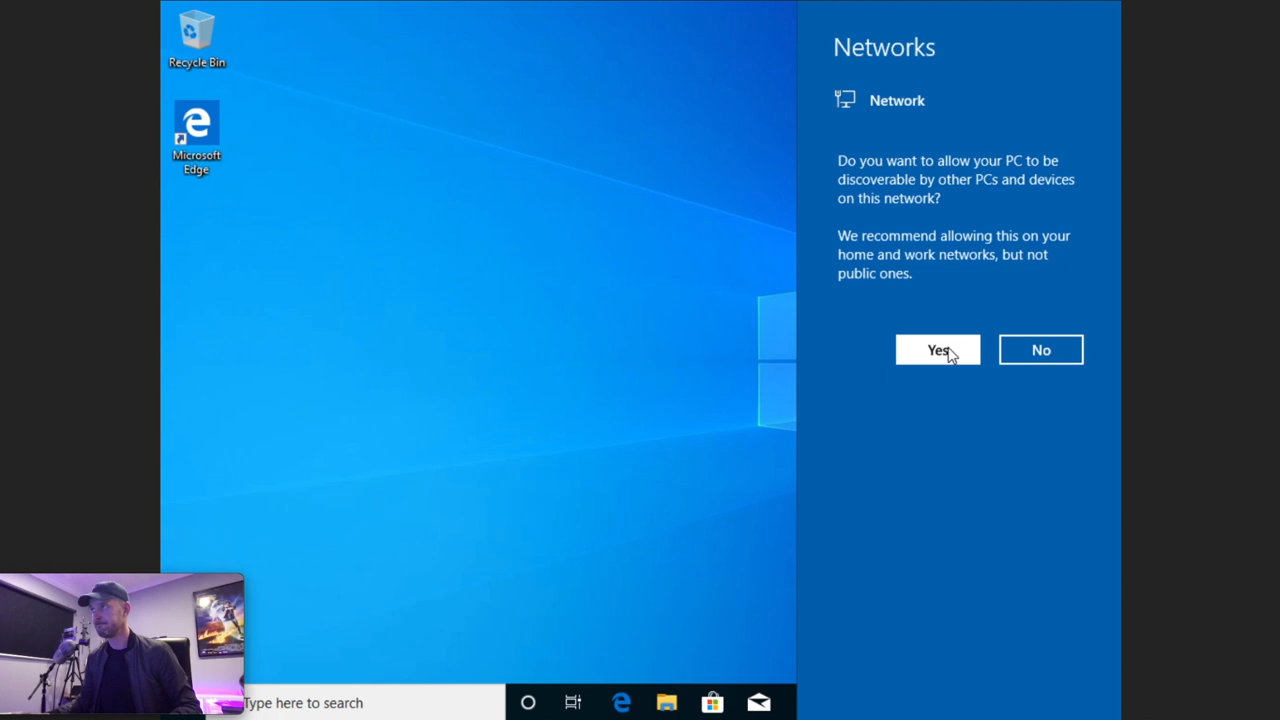 Recycle Bin
Microsoft
Edge
Networks
Network
Do you want to allow your PC to be
discoverable by other PCs and devices
on this network?
We recommend allowing this on your
home and work networks, but not
public ones.
Yes
No
Type here to search